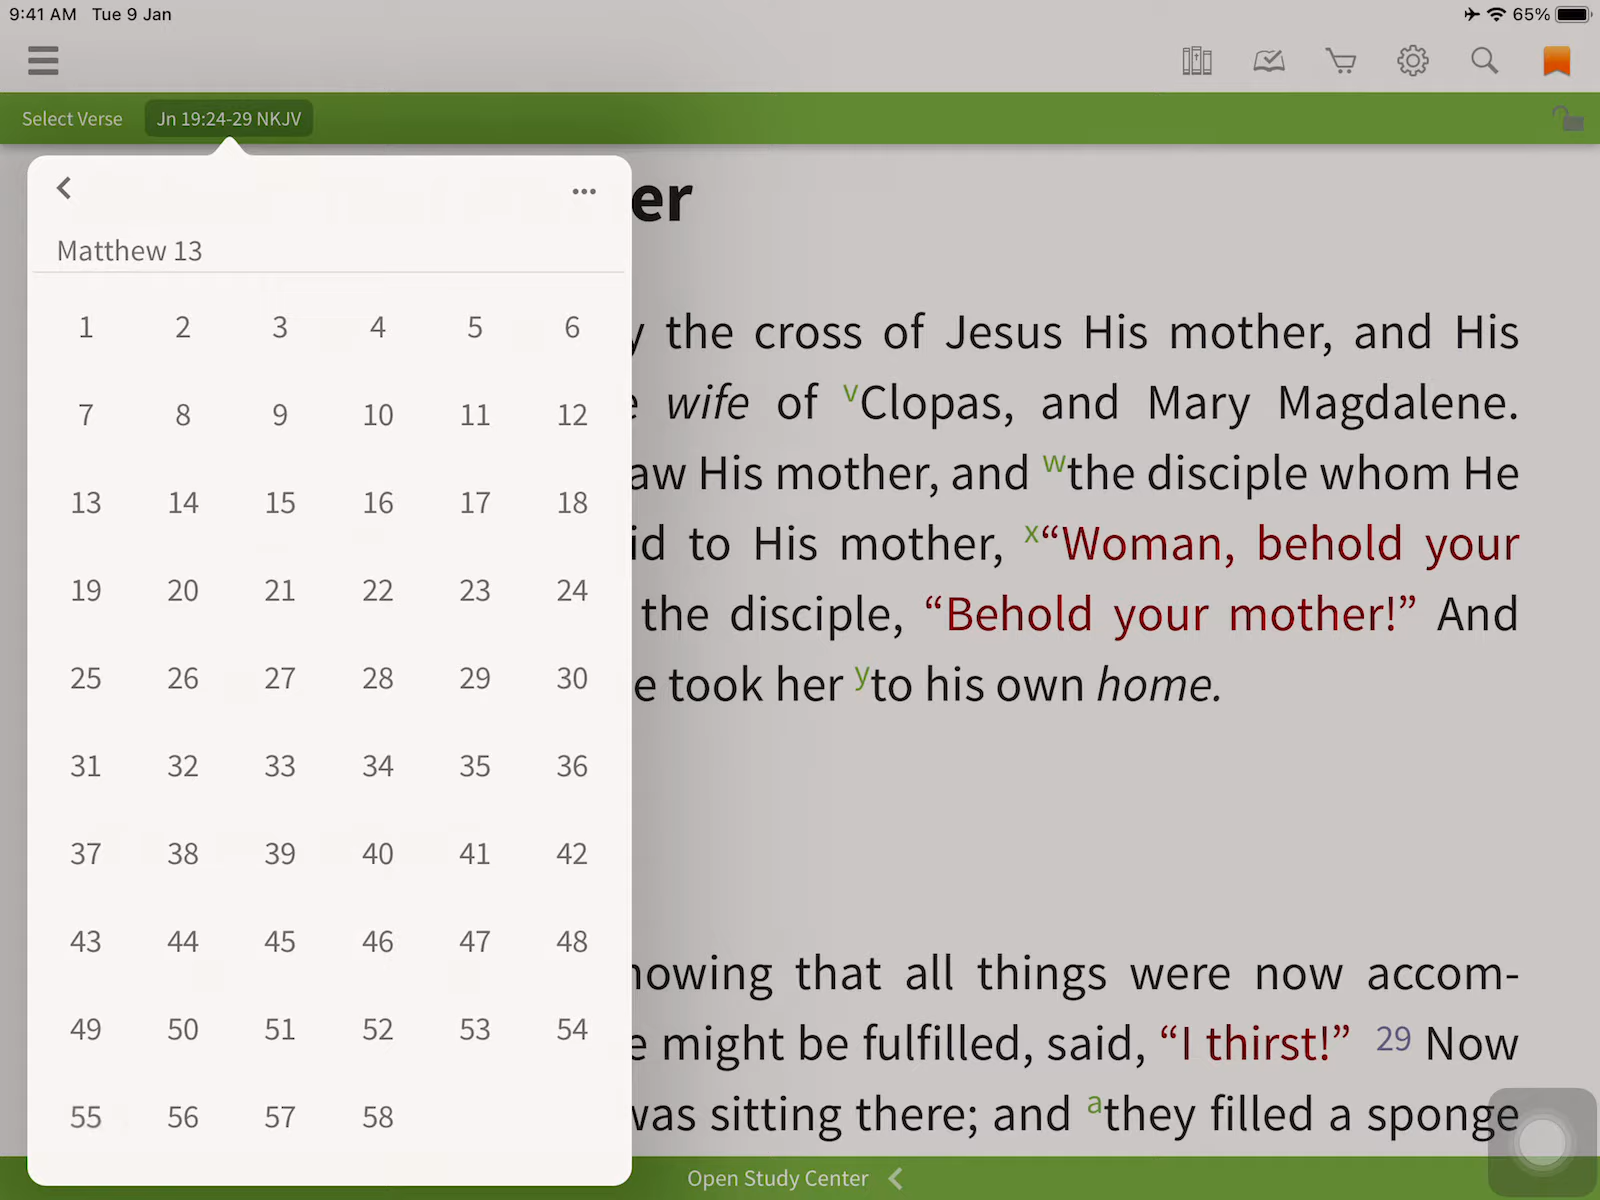 9:41 AM Tue 9 Jan
65%
Select Verse Jn 19:24-29 NKJV
Matthew 13
1 2 3 4 5 6
7 8 9 10 11 12
13 14 15 16 17 18
19 20 21 22 23 24
25 26 27 28 29 30
31 32 33 34 35 36
37 38 39 40 41 42
43 44 45 46 47 48
49 50 51 52 53 54
55 56 57 58
er
the cross of Jesus His mother, and His
wife of vClopas, and Mary Magdalene.
aw His mother, and wthe disciple whom He
id to His mother, x“Woman, behold your
the disciple, “Behold your mother!” And
e took her yto his own home.
nowing that all things were now accom-
e might be fulfilled, said, “I thirst!” 29 Now
was sitting there; and athey filled a sponge
Open Study Center